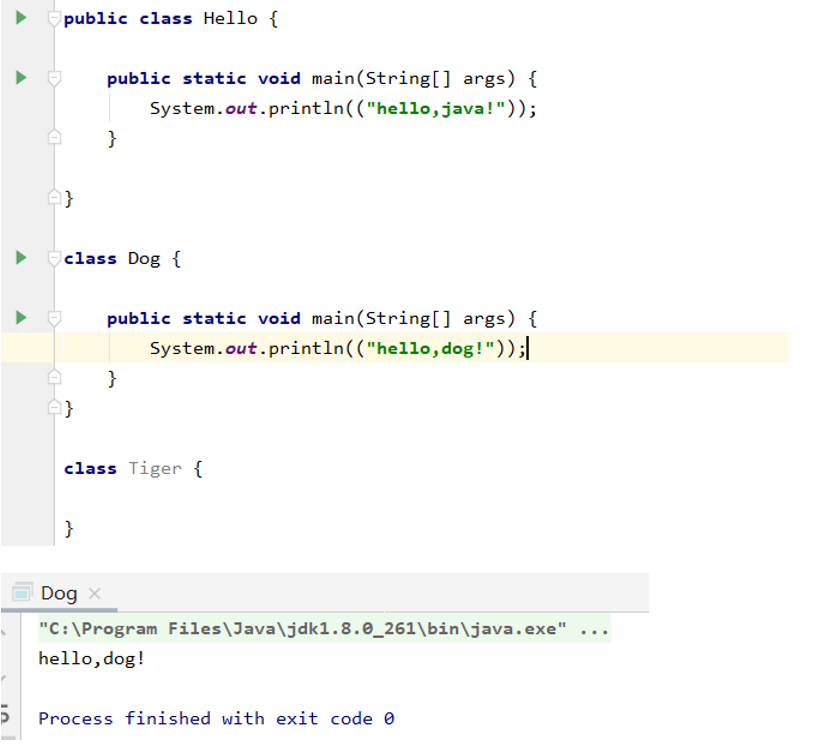 public class Hello {
public static void main(String[] args) {
System.out.println(("hello,java!"));
}
}
class Dog {
public static void main(String[] args) {
System.out.println(("hello,dog!"));
}
}
class Tiger {
}
Dog ×
"C:\Program Files\Java\jdk1.8.0_261\bin\java.exe" ...
hello,dog!
Process finished with exit code 0